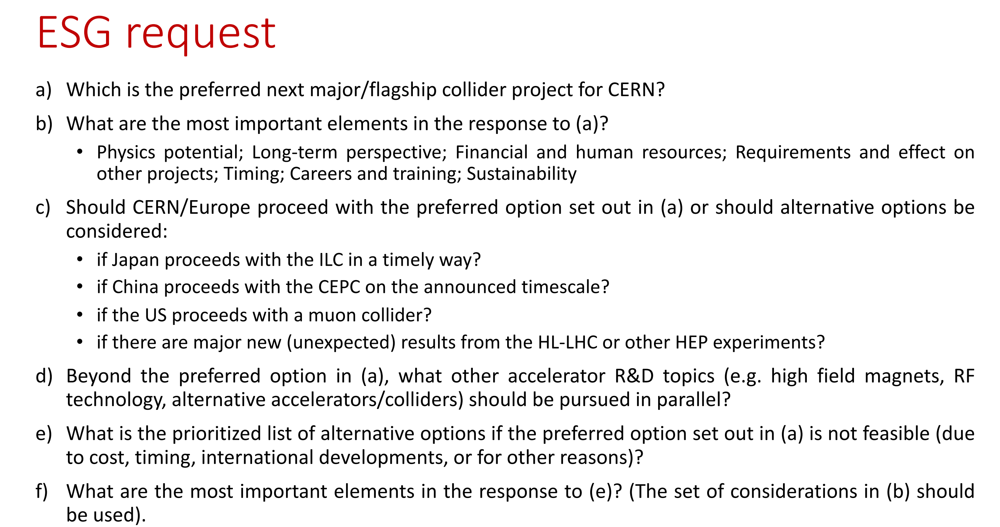 ESG request
a) Which is the preferred next major/flagship collider project for CERN?
b) What are the most important elements in the response to (a)?
• Physics potential; Long-term perspective; Financial and human resources; Requirements and effect on
other projects; Timing; Careers and training; Sustainability
c) Should CERN/Europe proceed with the preferred option set out in (a) or should alternative options be
considered:
• if Japan proceeds with the ILC in a timely way?
• if China proceeds with the CEPC on the announced timescale?
• if the US proceeds with a muon collider?
• if there are major new (unexpected) results from the HL-LHC or other HEP experiments?
d) Beyond the preferred option in (a), what other accelerator R&D topics (e.g. high field magnets, RF
technology, alternative accelerators/colliders) should be pursued in parallel?
e) What is the prioritized list of alternative options if the preferred option set out in (a) is not feasible (due
to cost, timing, international developments, or for other reasons)?
f) What are the most important elements in the response to (e)? (The set of considerations in (b) should
be used).